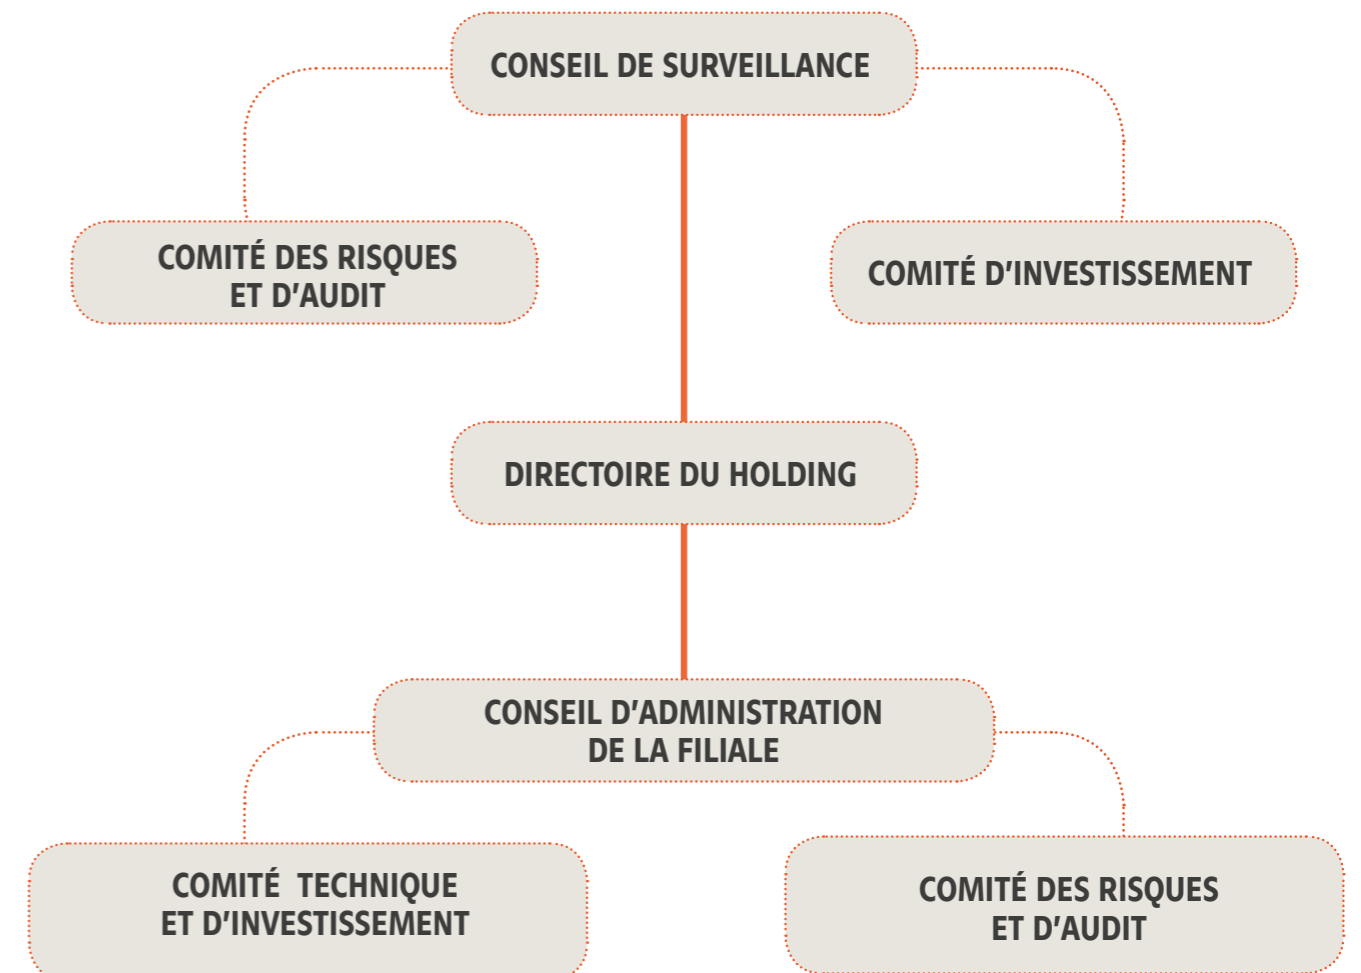 CONSEIL DE SURVEILLANCE
COMITÉ DES RISQUES
ET D’AUDIT
COMITÉ D’INVESTISSEMENT
DIRECTOIRE DU HOLDING
CONSEIL D’ADMINISTRATION
DE LA FILIALE
COMITÉ TECHNIQUE
ET D’INVESTISSEMENT
COMITÉ DES RISQUES
ET D’AUDIT